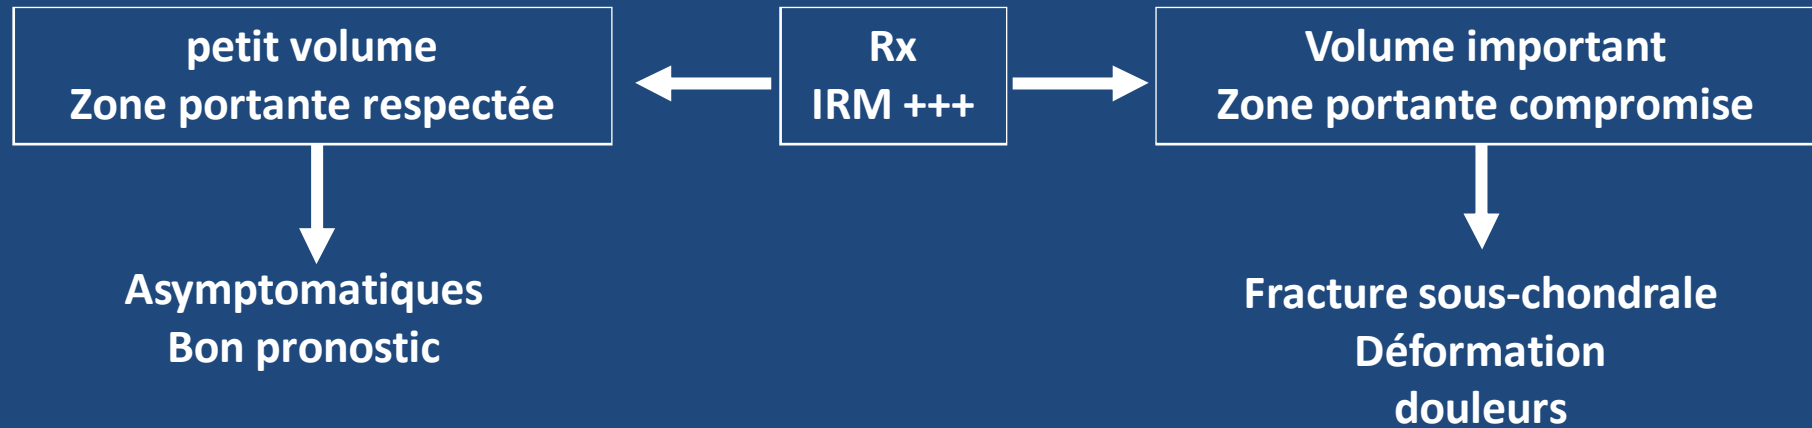 petit volume
Zone portante respectée
Rx
IRM +++
Volume important
Zone portante compromise
Asymptomatiques
Bon pronostic
Fracture sous-chondrale
Déformation
douleurs